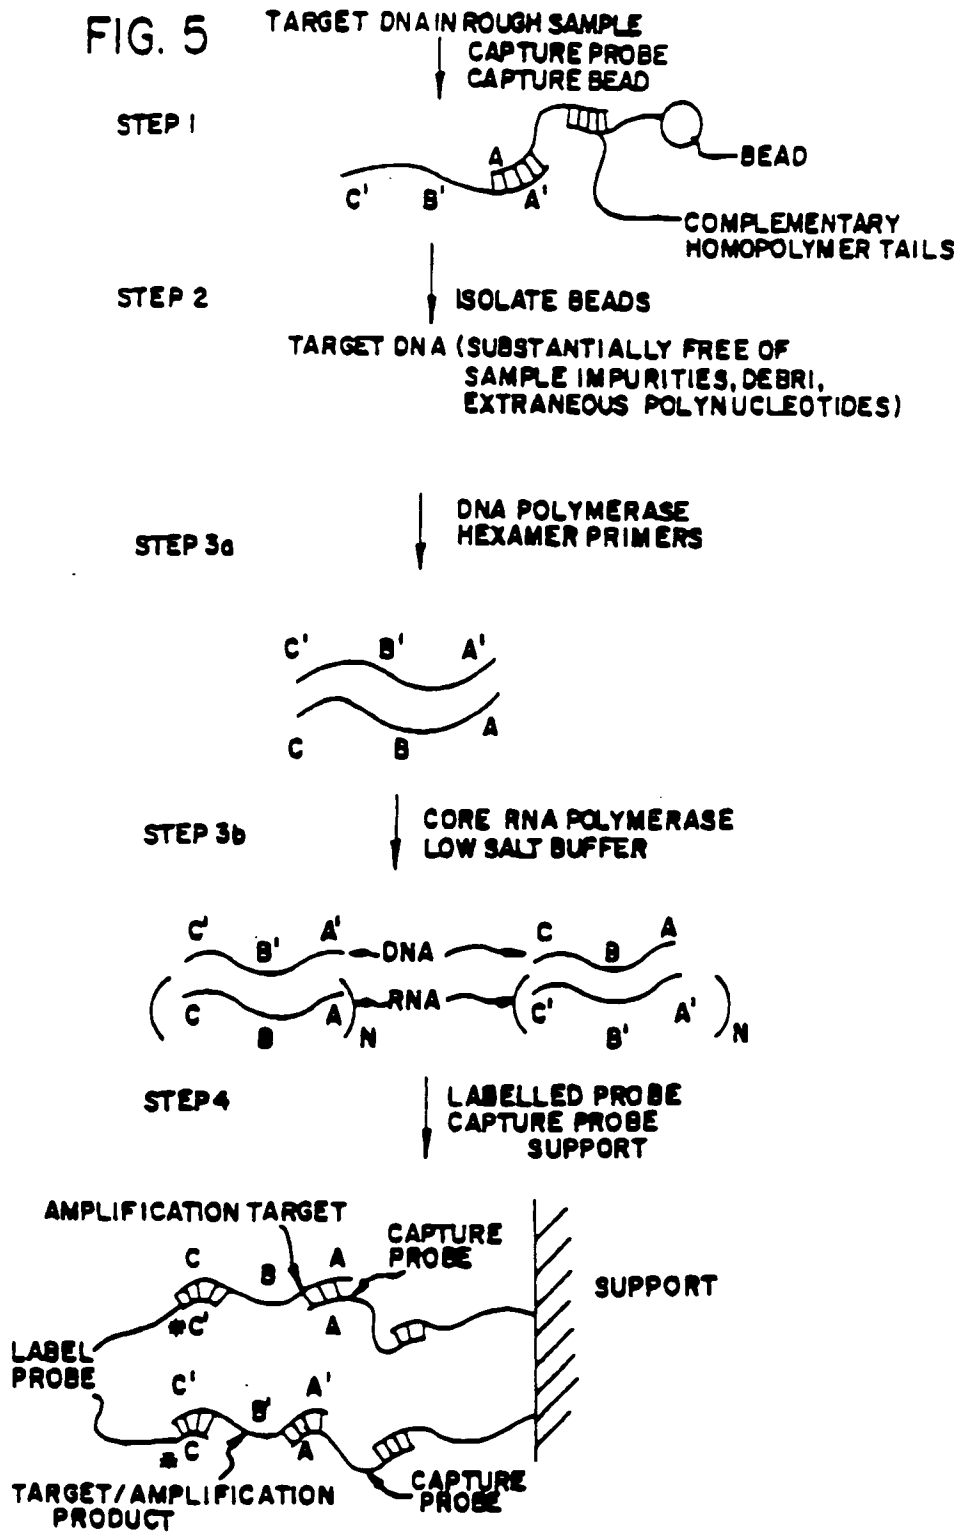 FIG. 5
TARGET DNA IN ROUGH SAMPLE
CAPTURE PROBE
CAPTURE BEAD
STEP 1
A
BEAD
C' B' A'
COMPLEMENTARY
HOMOPOLYMER TAILS
STEP 2
ISOLATE BEADS
TARGET DNA (SUBSTANTIALLY FREE OF
SAMPLE IMPURITIES, DEBRI,
EXTRANEOUS POLYNUCLEOTIDES)
DNA POLYMERASE
HEXAMER PRIMERS
STEP 3a
C' B' A'
C B A
STEP 3b
CORE RNA POLYMERASE
LOW SALT BUFFER
C' B' A' DNA C B A
( C B A )N RNA ( C' B' A' )N
STEP 4
LABELLED PROBE
CAPTURE PROBE
SUPPORT
AMPLIFICATION TARGET
CAPTURE
PROBE
C B A
SUPPORT
*C' A
LABEL
PROBE
C' B' A'
*C A
TARGET/AMPLIFICATION
PRODUCT
CAPTURE
PROBE